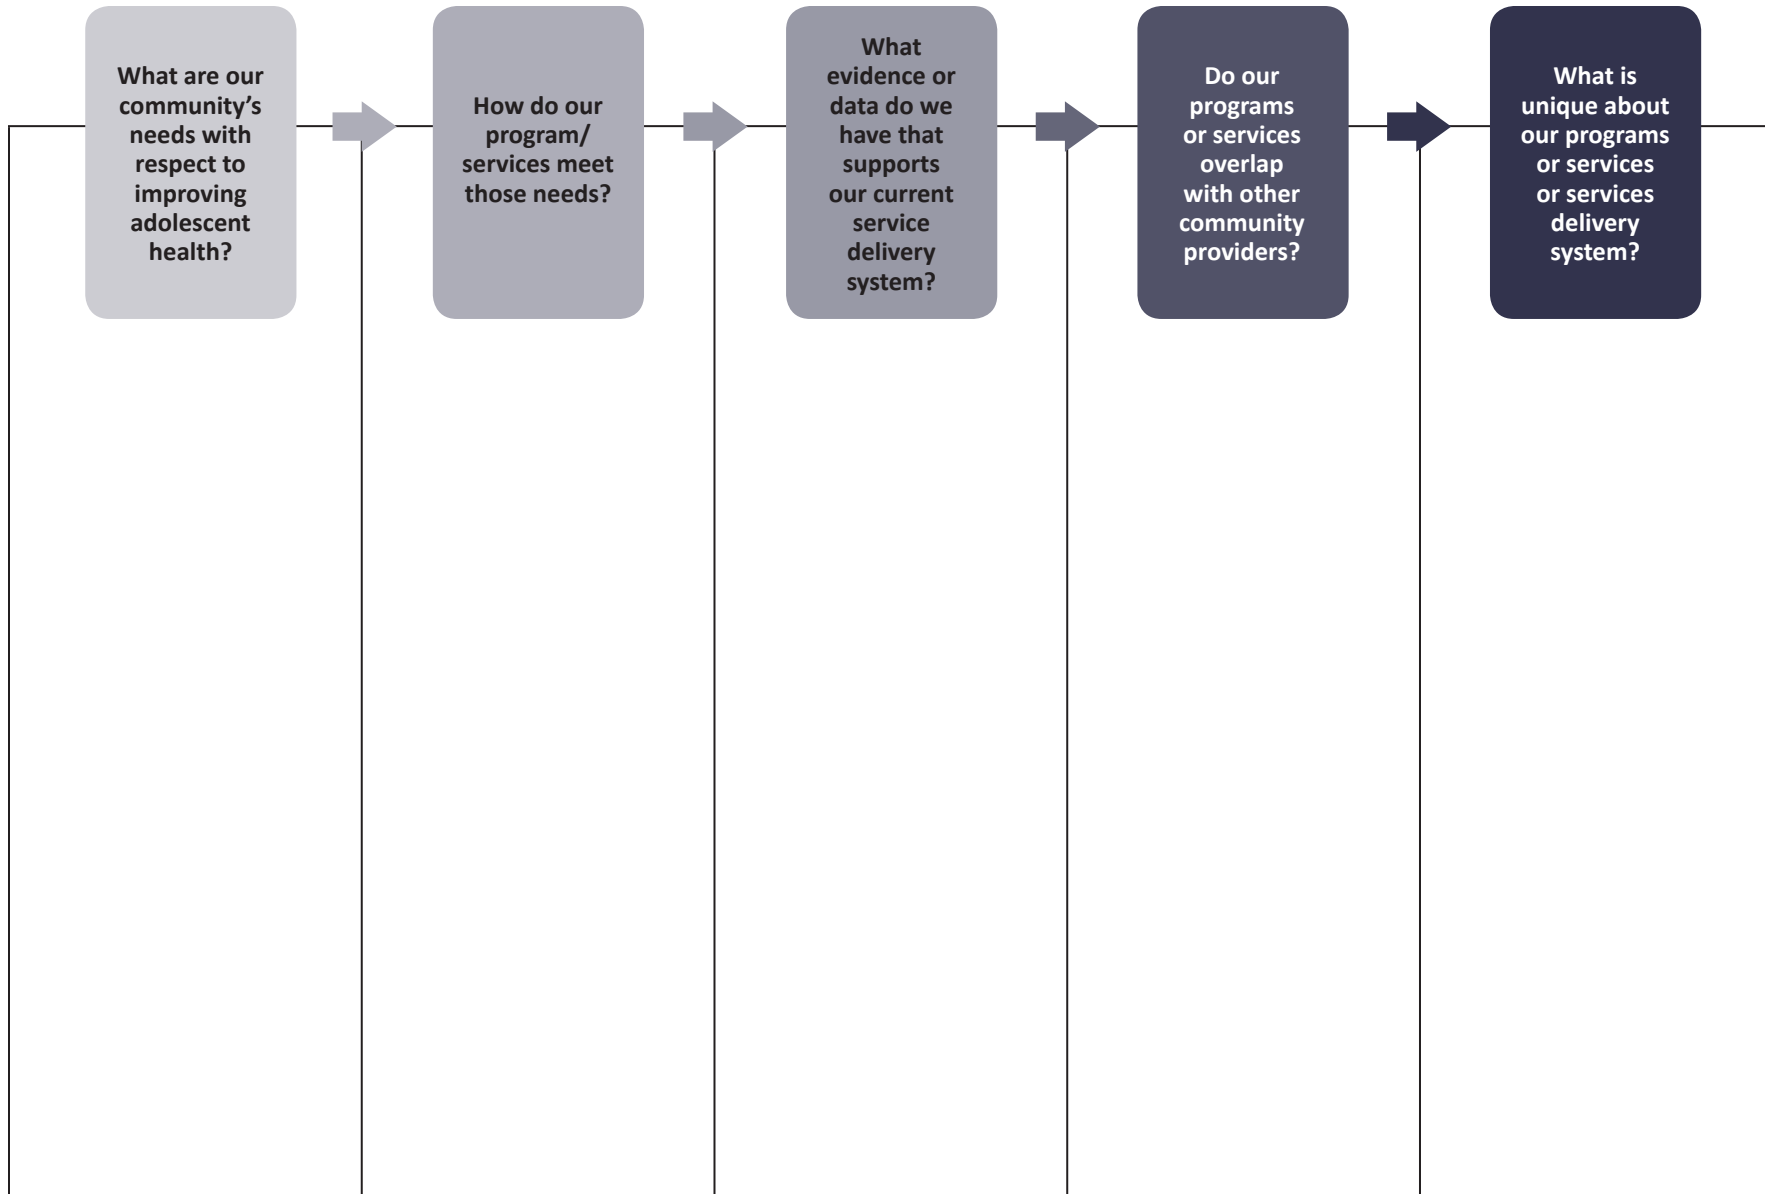 What are our
community’s
needs with
respect to
improving
adolescent
health?
How do our
program/
services meet
those needs?
What
evidence or
data do we
have that
supports
our current
service
delivery
system?
Do our
programs
or services
overlap
with other
community
providers?
What is
unique about
our programs
or services
or services
delivery
system?